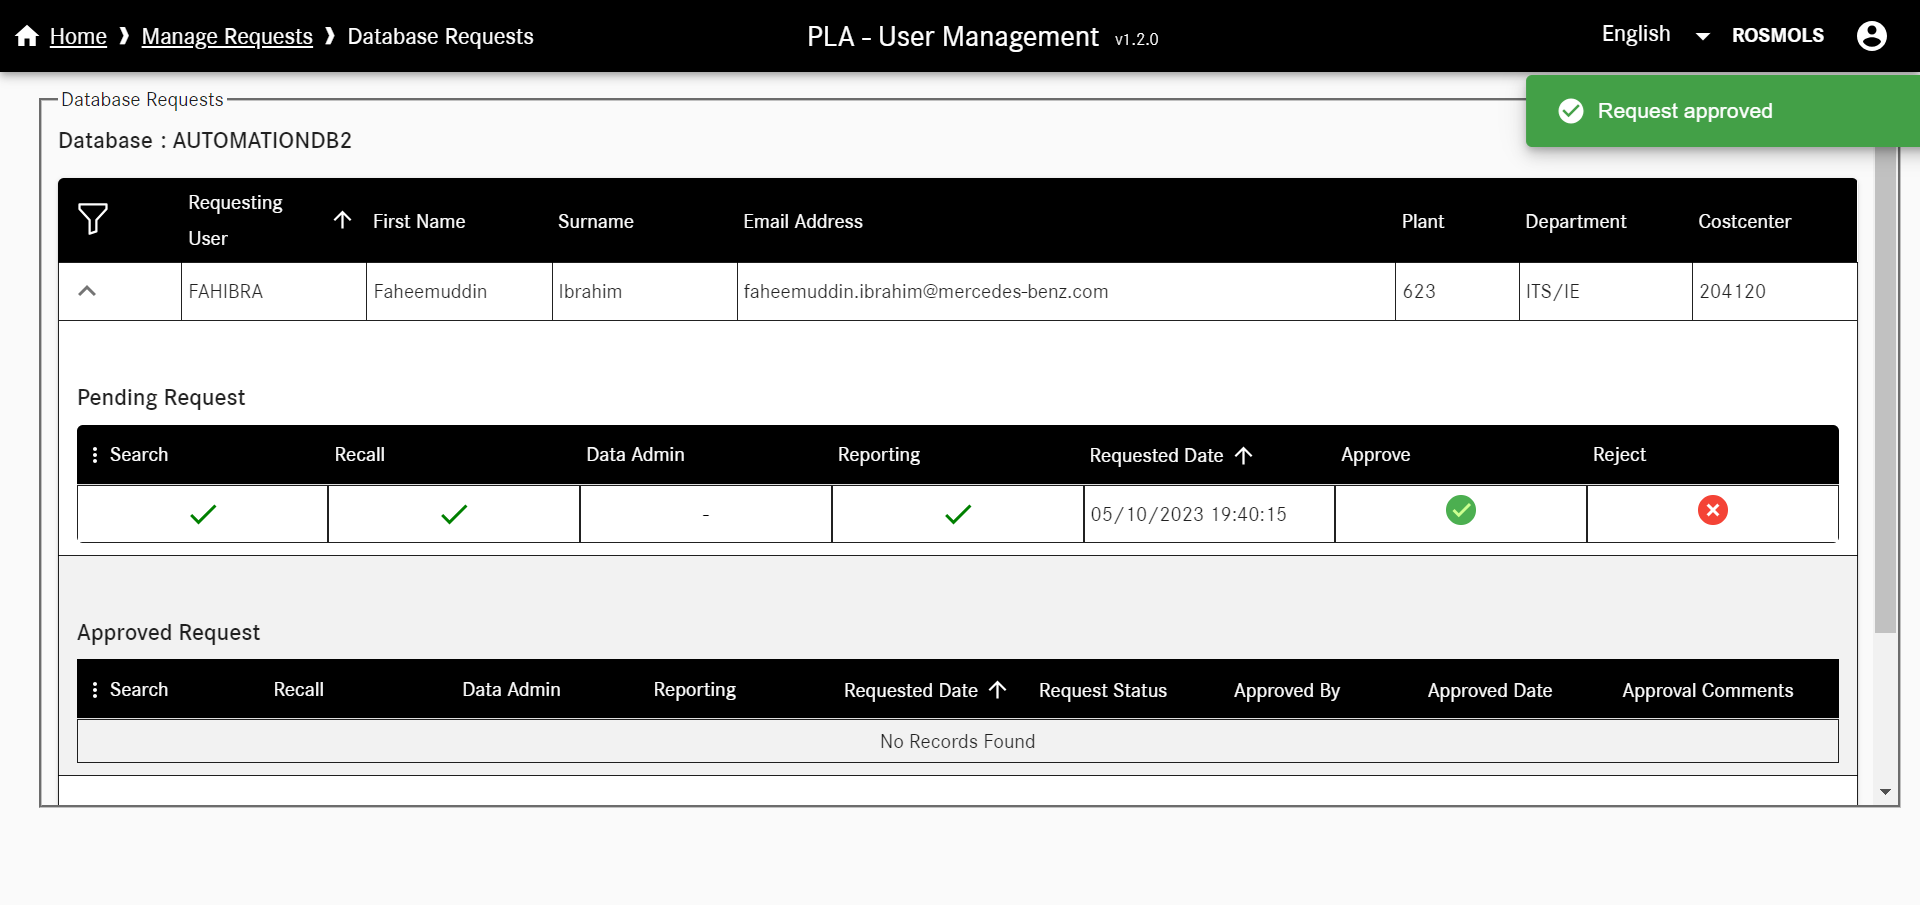 Home ❱ Manage Requests ❱ Database Requests
PLA - User Management v1.2.0
English ROSMOLS
Request approved
Database Requests
Database : AUTOMATIONDB2
Requesting User First Name Surname Email Address Plant Department Costcenter
FAHIBRA Faheemuddin Ibrahim faheemuddin.ibrahim@mercedes-benz.com 623 ITS/IE 204120
Pending Request
Search Recall Data Admin Reporting Requested Date Approve Reject
- 05/10/2023 19:40:15
Approved Request
Search Recall Data Admin Reporting Requested Date Request Status Approved By Approved Date Approval Comments
No Records Found